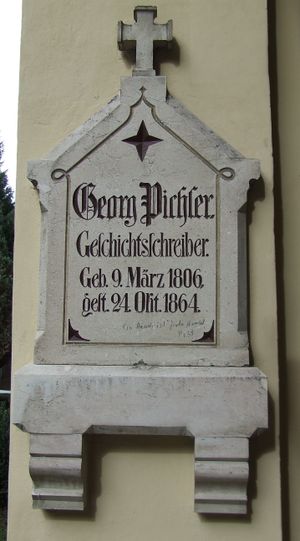 Georg Pichler.
Geschichtsschreiber.
Geb. 9. März 1806,
gest. 24. Okt. 1864.